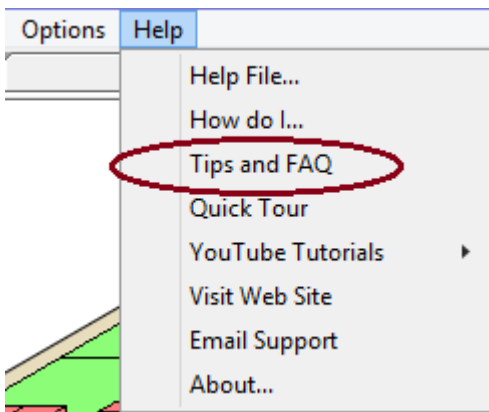 Options Help
Help File...
How do I...
Tips and FAQ
Quick Tour
YouTube Tutorials
Visit Web Site
Email Support
About...